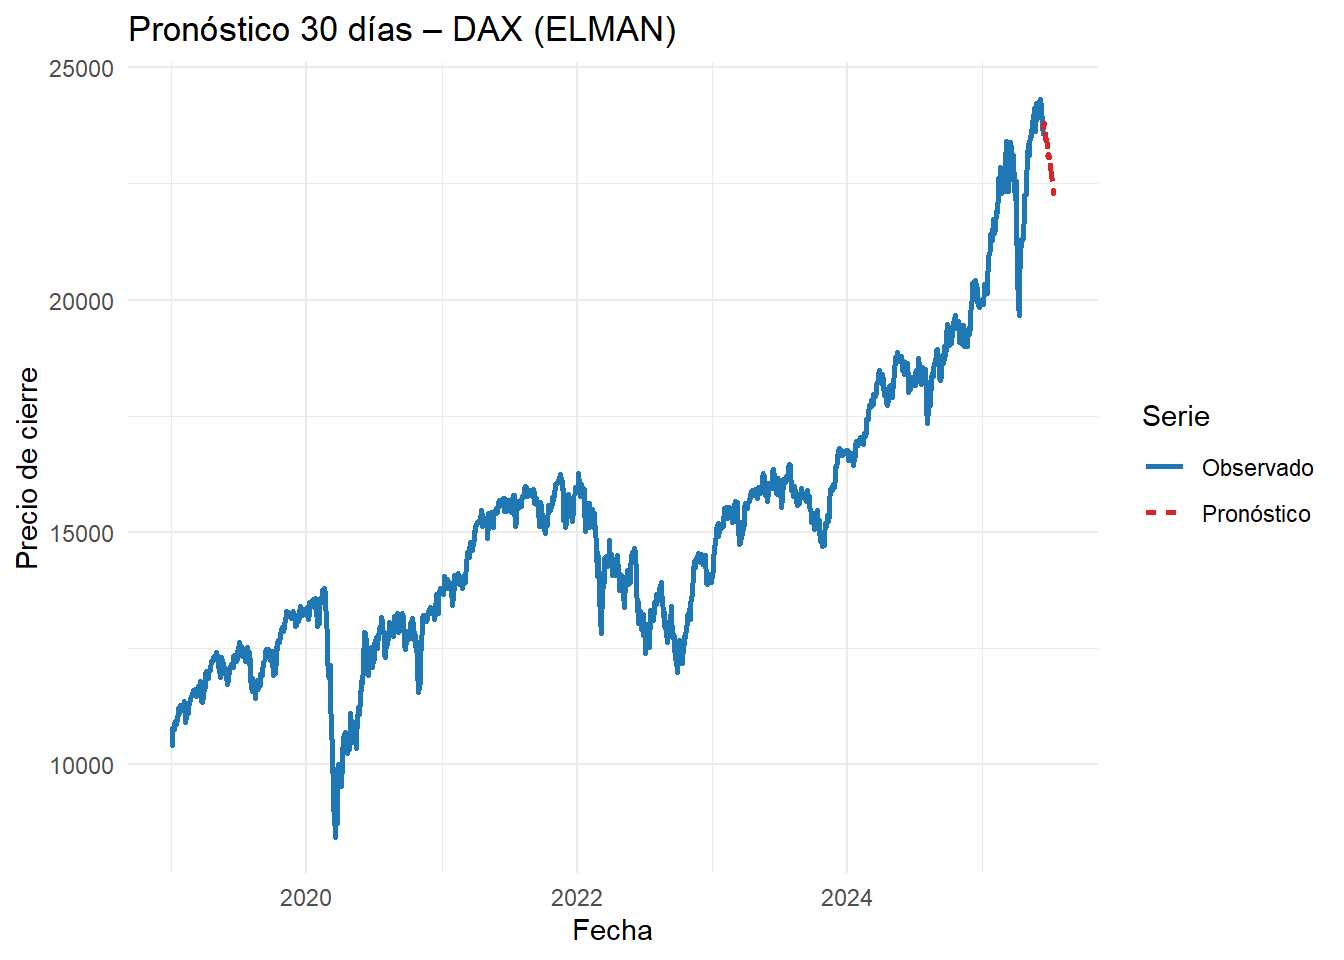 Pronóstico 30 días – DAX (ELMAN)
25000
20000
15000
10000
Precio de cierre
2020
2022
2024
Fecha
Serie
Observado
Pronóstico